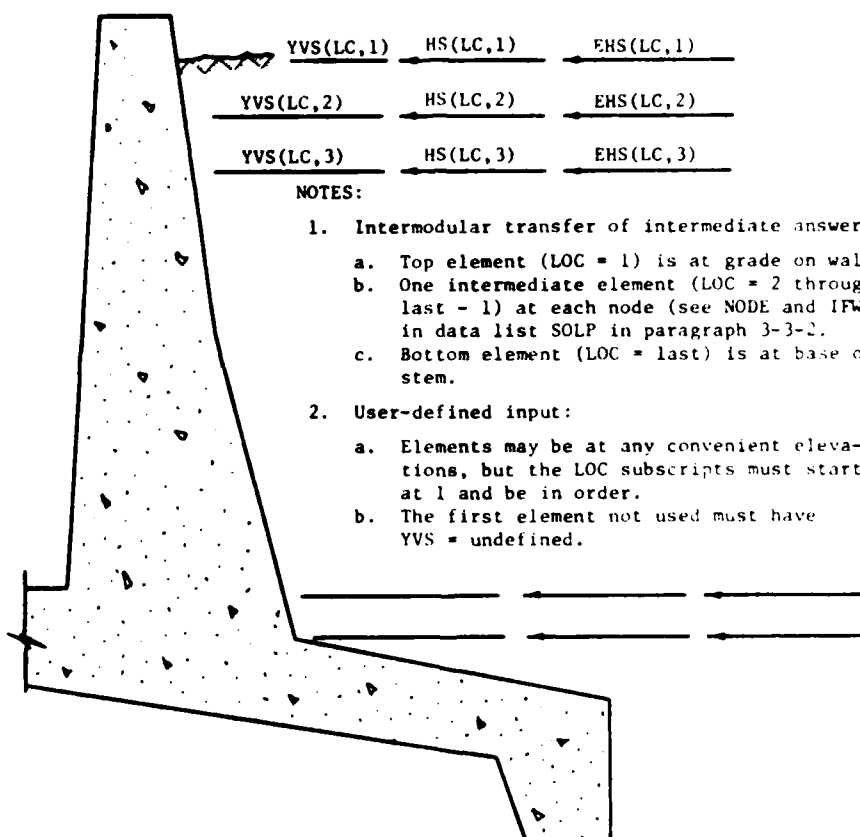 YVS(LC,1) HS(LC,1) EHS(LC,1)
YVS(LC,2) HS(LC,2) EHS(LC,2)
YVS(LC,3) HS(LC,3) EHS(LC,3)
NOTES:
1. Intermodular transfer of intermediate answer
a. Top element (LOC = 1) is at grade on wal
b. One intermediate element (LOC = 2 throug
last - 1) at each node (see NODE and IFW
in data list SOLP in paragraph 3-3-2.
c. Bottom element (LOC = last) is at base o
stem.
2. User-defined input:
a. Elements may be at any convenient eleva-
tions, but the LOC subscripts must start
at 1 and be in order.
b. The first element not used must have
YVS = undefined.